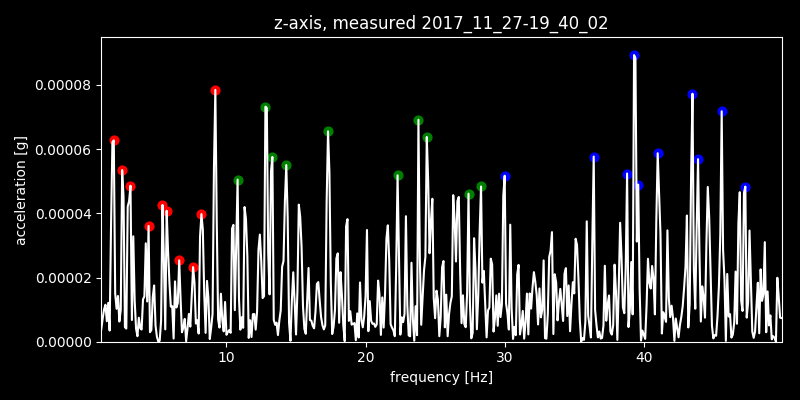 z-axis, measured 2017_11_27-19_40_02
acceleration [g]
0.00008
0.00006
0.00004
0.00002
0.00000
10 20 30 40
frequency [Hz]